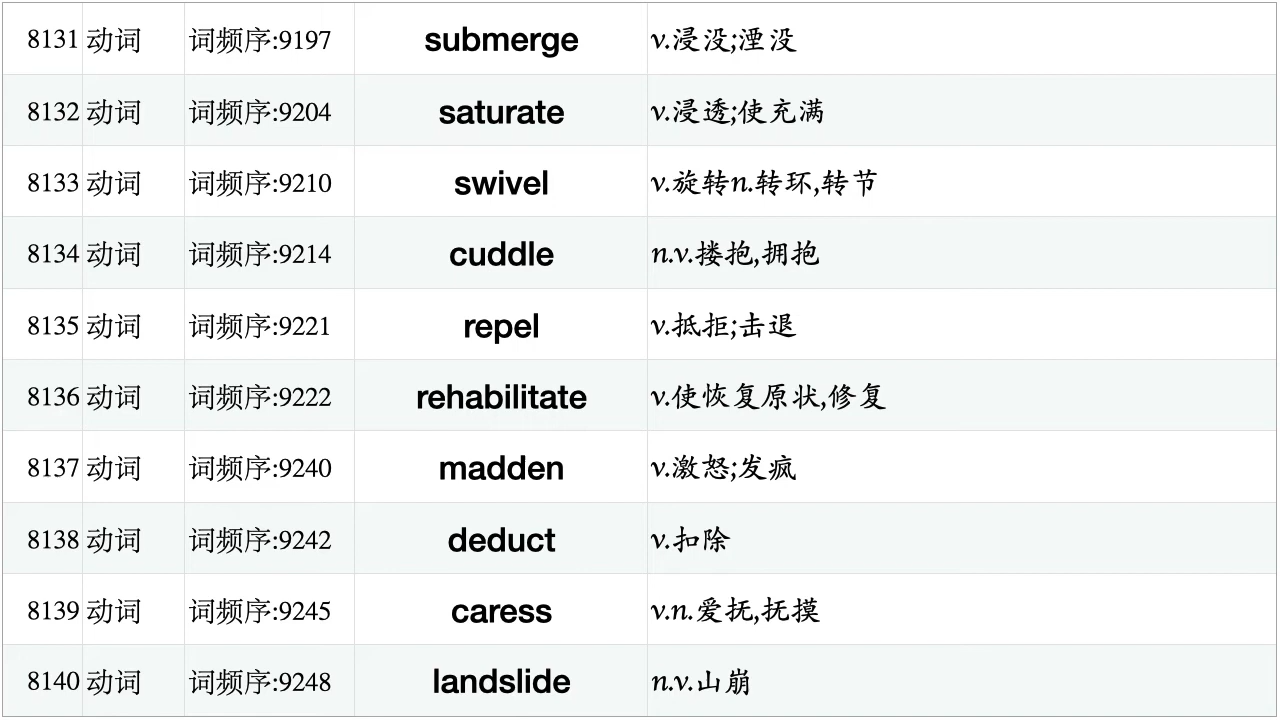 8131 动词 词频序:9197 submerge v.浸没;湮没
8132 动词 词频序:9204 saturate v.浸透;使充满
8133 动词 词频序:9210 swivel v.旋转n.转环,转节
8134 动词 词频序:9214 cuddle n.v.搂抱,拥抱
8135 动词 词频序:9221 repel v.抵拒;击退
8136 动词 词频序:9222 rehabilitate v.使恢复原状,修复
8137 动词 词频序:9240 madden v.激怒;发疯
8138 动词 词频序:9242 deduct v.扣除
8139 动词 词频序:9245 caress v.n.爱抚,抚摸
8140 动词 词频序:9248 landslide n.v.山崩